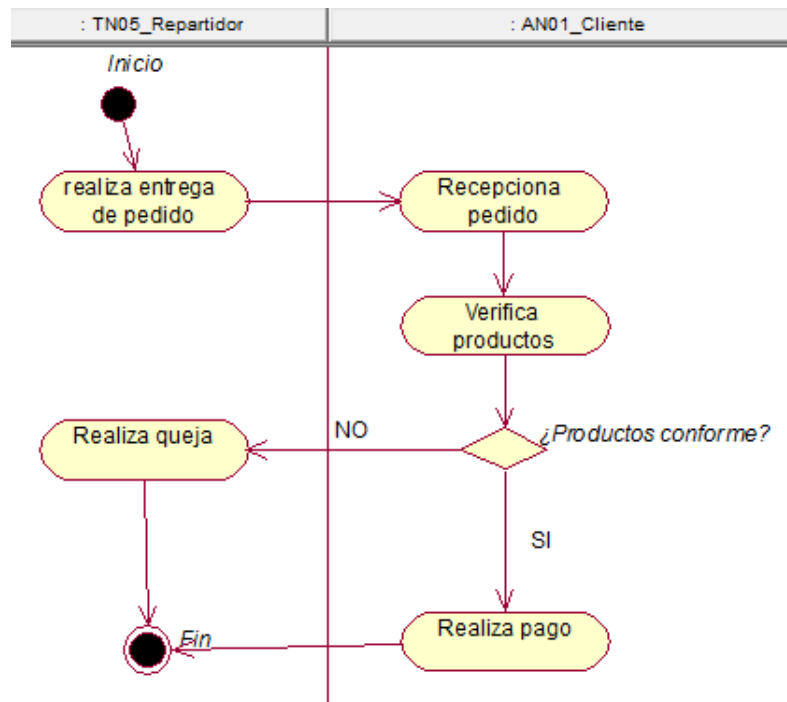 : TN05_Repartidor
: AN01_Cliente
Inicio
realiza entrega
de pedido
Recepciona
pedido
Verifica
productos
¿Productos conforme?
NO
Realiza queja
SI
Realiza pago
Fin